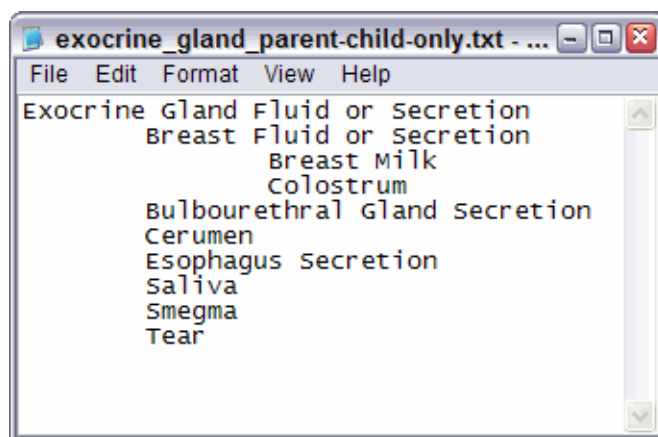 exocrine_gland_parent-child-only.txt - ...
File Edit Format View Help
Exocrine Gland Fluid or Secretion
Breast Fluid or Secretion
Breast Milk
Colostrum
Bulbourethral Gland Secretion
Cerumen
Esophagus Secretion
Saliva
Smegma
Tear